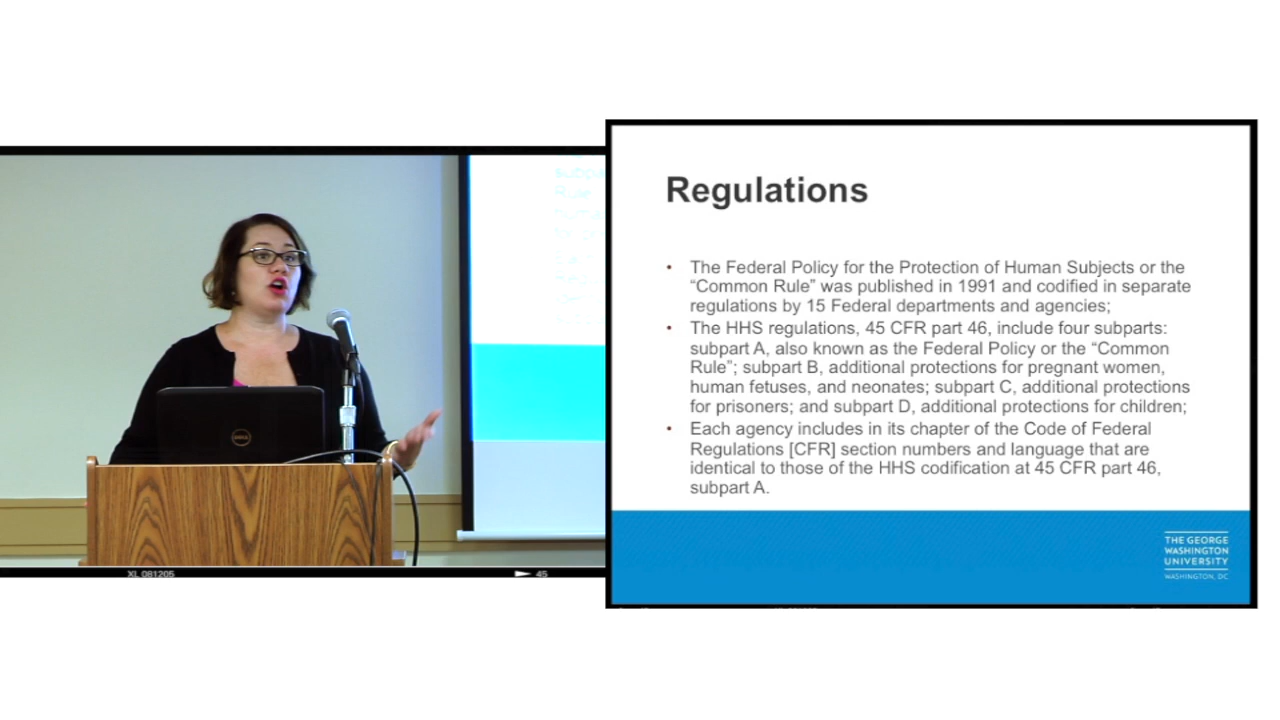 Regulations
• The Federal Policy for the Protection of Human Subjects or the
“Common Rule” was published in 1991 and codified in separate
regulations by 15 Federal departments and agencies;
• The HHS regulations, 45 CFR part 46, include four subparts:
subpart A, also known as the Federal Policy or the “Common
Rule”; subpart B, additional protections for pregnant women,
human fetuses, and neonates; subpart C, additional protections
for prisoners; and subpart D, additional protections for children;
• Each agency includes in its chapter of the Code of Federal
Regulations [CFR] section numbers and language that are
identical to those of the HHS codification at 45 CFR part 46,
subpart A.
THE GEORGE
WASHINGTON
UNIVERSITY
WASHINGTON, DC
DELL
XL 081205
45